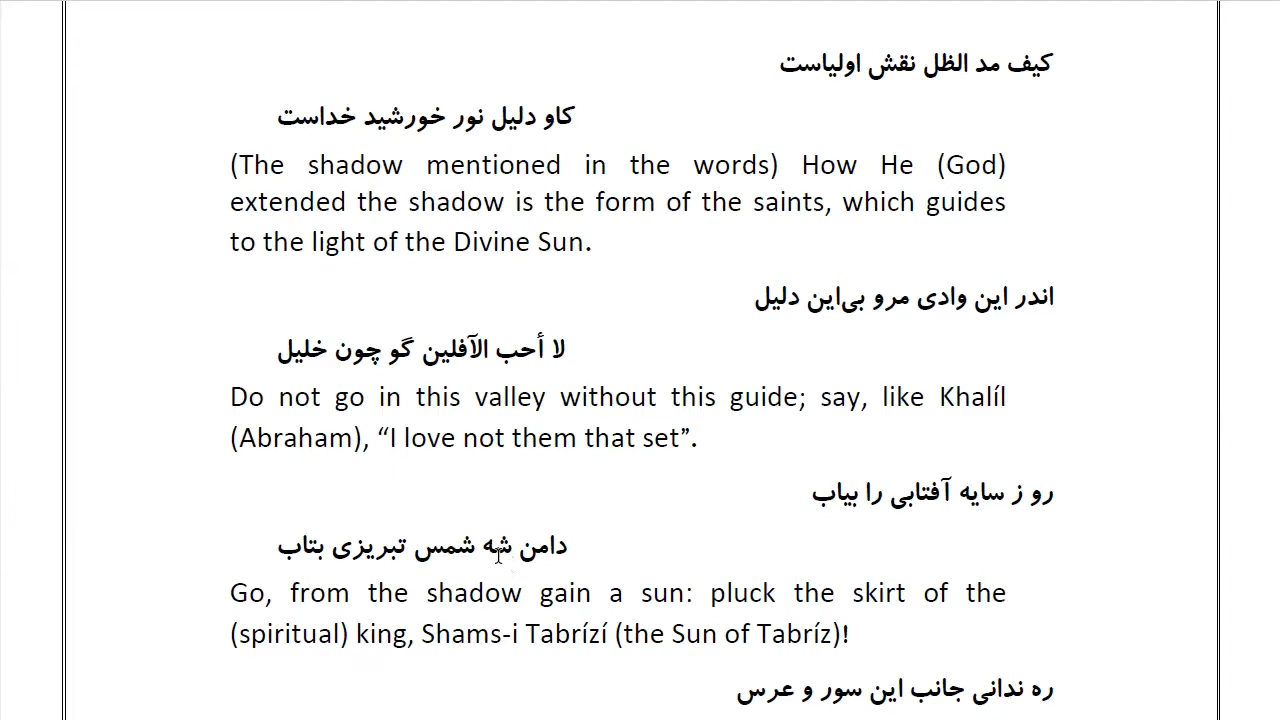 کیف مد الظل نقش اولیاست
کاو دلیل نور خورشید خداست
(The shadow mentioned in the words) How He (God)
extended the shadow is the form of the saints, which guides
to the light of the Divine Sun.
اندر این وادی مرو بی‌این دلیل
لا أحب الآفلین گو چون خلیل
Do not go in this valley without this guide; say, like Khalíl
(Abraham), “I love not them that set”.
رو ز سایه آفتابی را بیاب
دامن شه شمس تبریزی بتاب
Go, from the shadow gain a sun: pluck the skirt of the
(spiritual) king, Shams-i Tabrízí (the Sun of Tabríz)!
ره ندانی جانب این سور و عرس